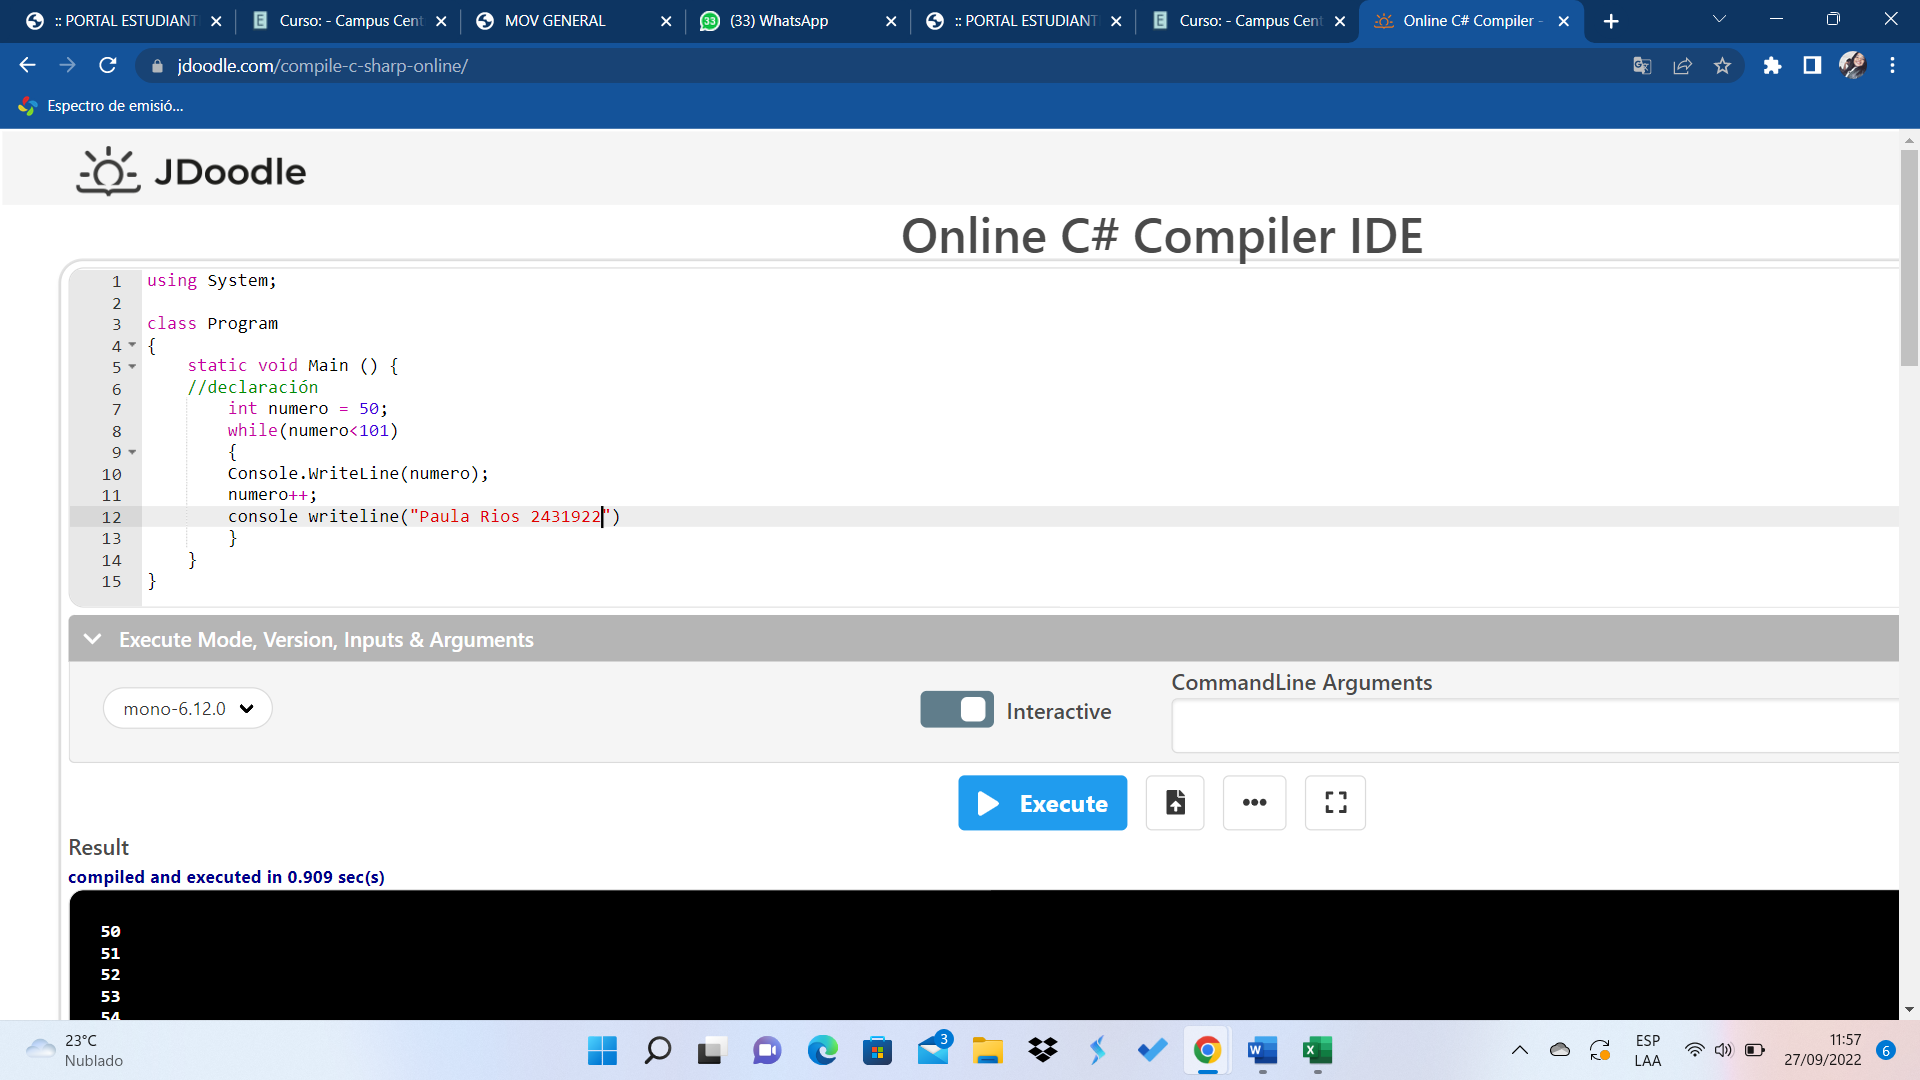 :: PORTAL ESTUDIANT
Curso: - Campus Cent
MOV GENERAL
33
(33) WhatsApp
:: PORTAL ESTUDIANT
Curso: - Campus Cent
Online C# Compiler -
jdoodle.com/compile-c-sharp-online/
Espectro de emisió...
JDoodle
Online C# Compiler IDE
1 using System;
2
3 class Program
4 {
5 static void Main () {
6 //declaración
7 int numero = 50;
8 while(numero<101)
9 {
10 Console.WriteLine(numero);
11 numero++;
12 console writeline("Paula Rios 2431922")
13 }
14 }
15 }
Execute Mode, Version, Inputs & Arguments
mono-6.12.0
Interactive
CommandLine Arguments
Execute
Result
compiled and executed in 0.909 sec(s)
50
51
52
53
54
23°C
Nublado
3
ESP
LAA
11:57
27/09/2022
6